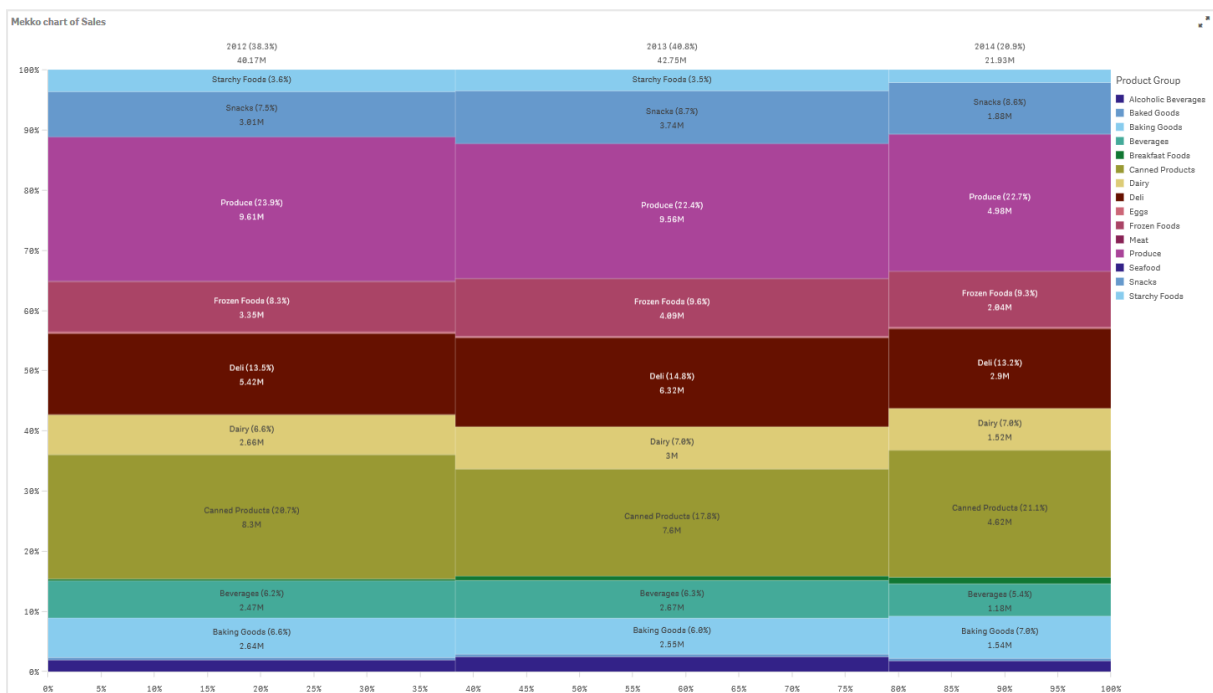 Mekko chart of Sales
2012 (38.3%)
40.17M
2013 (40.8%)
42.75M
2014 (20.9%)
21.93M
100%
90%
80%
70%
60%
50%
40%
30%
20%
10%
0%
Starchy Foods (3.6%)
Snacks (7.5%)
3.01M
Produce (23.9%)
9.61M
Frozen Foods (8.3%)
3.35M
Deli (13.5%)
5.42M
Dairy (6.6%)
2.66M
Canned Products (20.7%)
8.3M
Beverages (6.2%)
2.47M
Baking Goods (6.6%)
2.64M
Starchy Foods (3.5%)
Snacks (8.7%)
3.74M
Produce (22.4%)
9.56M
Frozen Foods (9.6%)
4.09M
Deli (14.8%)
6.32M
Dairy (7.0%)
3M
Canned Products (17.8%)
7.6M
Beverages (6.3%)
2.67M
Baking Goods (6.0%)
2.55M
Snacks (8.6%)
1.88M
Produce (22.7%)
4.98M
Frozen Foods (9.3%)
2.04M
Deli (13.2%)
2.9M
Dairy (7.0%)
1.52M
Canned Products (21.1%)
4.62M
Beverages (5.4%)
1.18M
Baking Goods (7.0%)
1.54M
0% 5% 10% 15% 20% 25% 30% 35% 40% 45% 50% 55% 60% 65% 70% 75% 80% 85% 90% 95% 100%
Product Group
Alcoholic Beverages
Baked Goods
Baking Goods
Beverages
Breakfast Foods
Canned Products
Dairy
Deli
Eggs
Frozen Foods
Meat
Produce
Seafood
Snacks
Starchy Foods